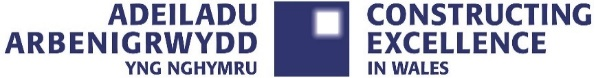 ADEILADU
ARBENIGRWYDD
YNG NGHYMRU
CONSTRUCTING
EXCELLENCE
IN WALES